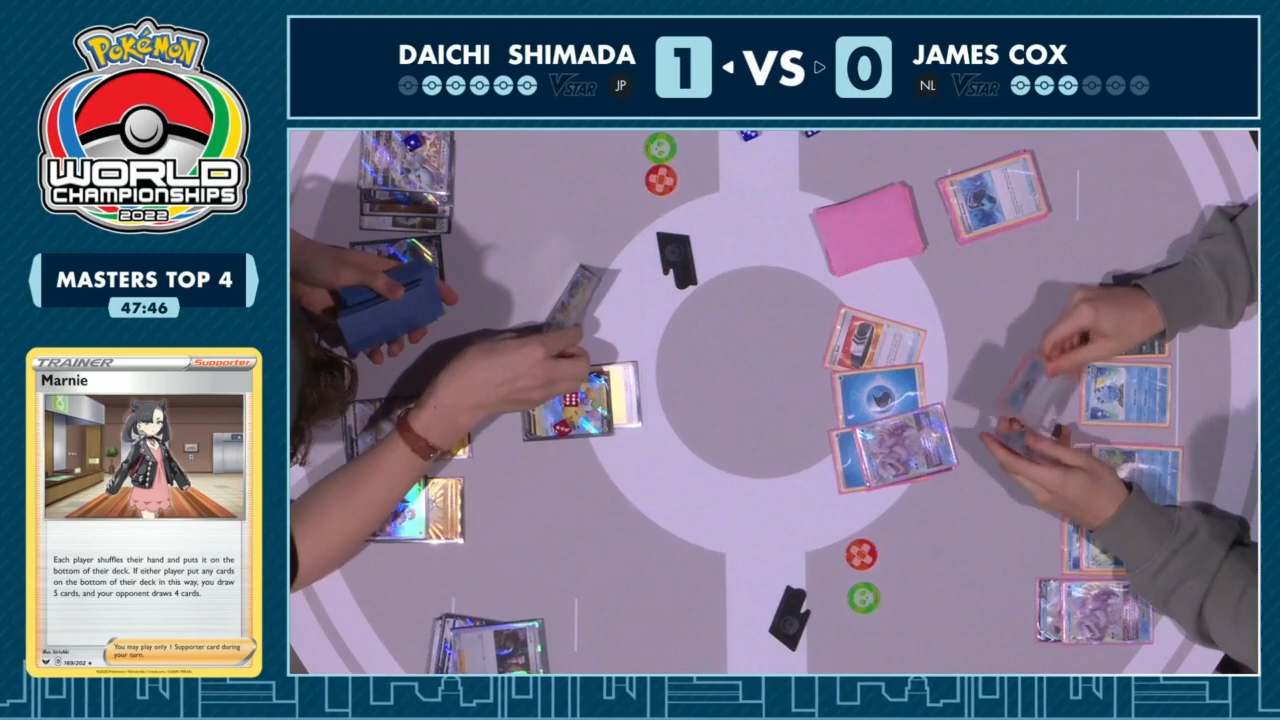 Pokémon
WORLD
CHAMPIONSHIPS
2022
DAICHI SHIMADA
1
VS
0
JAMES COX
VSTAR
JP
NL
VSTAR
MASTERS TOP 4
47:46
TRAINER
Supporter
Marnie
Each player shuffles their hand and puts it on the
bottom of their deck. If either player put any cards
on the bottom of their deck in this way, you draw
5 cards, and your opponent draws 4 cards.
You may play only 1 Supporter card during
your turn.
169/202